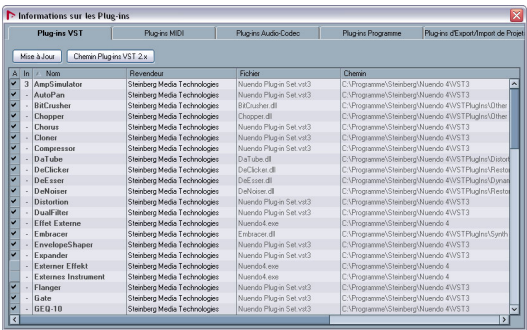 Informations sur les Plug-ins
Plug-ins VST Plug-ins MIDI Plug-ins Audio-Codec Plug-ins Programme Plug-ins d'Export/Import de Projet
Mise à Jour Chemin Plug-ins VST 2.x
A In Nom Revendeur Fichier Chemin
3 AmpSimulator Steinberg Media Technologies Nuendo Plug-in Set.vst3 C:\Programme\Steinberg\Nuendo 4\VST3
- AutoPan Steinberg Media Technologies Nuendo Plug-in Set.vst3 C:\Programme\Steinberg\Nuendo 4\VST3
- BitCrusher Steinberg Media Technologies BitCrusher.dll C:\Programme\Steinberg\Nuendo 4\VSTPlugIns\Other
- Chopper Steinberg Media Technologies Chopper.dll C:\Programme\Steinberg\Nuendo 4\VSTPlugIns\Other
- Chorus Steinberg Media Technologies Nuendo Plug-in Set.vst3 C:\Programme\Steinberg\Nuendo 4\VST3
- Cloner Steinberg Media Technologies Nuendo Plug-in Set.vst3 C:\Programme\Steinberg\Nuendo 4\VST3
- Compressor Steinberg Media Technologies Nuendo Plug-in Set.vst3 C:\Programme\Steinberg\Nuendo 4\VST3
- DaTube Steinberg Media Technologies DaTube.dll C:\Programme\Steinberg\Nuendo 4\VSTPlugIns\Distort
- DeClicker Steinberg Media Technologies DeClicker.dll C:\Programme\Steinberg\Nuendo 4\VSTPlugIns\Restor
- DeEsser Steinberg Media Technologies DeEsser.dll C:\Programme\Steinberg\Nuendo 4\VSTPlugIns\Dynam
- DeNoiser Steinberg Media Technologies DeNoiser.dll C:\Programme\Steinberg\Nuendo 4\VSTPlugIns\Restor
- Distortion Steinberg Media Technologies Nuendo Plug-in Set.vst3 C:\Programme\Steinberg\Nuendo 4\VST3
- DualFilter Steinberg Media Technologies Nuendo Plug-in Set.vst3 C:\Programme\Steinberg\Nuendo 4\VST3
- Effet Externe Steinberg Media Technologies Nuendo4.exe C:\Programme\Steinberg\Nuendo 4
- Embracer Steinberg Media Technologies Embracer.dll C:\Programme\Steinberg\Nuendo 4\VSTPlugIns\Synth
- EnvelopeShaper Steinberg Media Technologies Nuendo Plug-in Set.vst3 C:\Programme\Steinberg\Nuendo 4\VST3
- Expander Steinberg Media Technologies Nuendo Plug-in Set.vst3 C:\Programme\Steinberg\Nuendo 4\VST3
- Externer Effekt Steinberg Media Technologies Nuendo4.exe C:\Programme\Steinberg\Nuendo 4
- Externes Instrument Steinberg Media Technologies Nuendo4.exe C:\Programme\Steinberg\Nuendo 4
- Flanger Steinberg Media Technologies Nuendo Plug-in Set.vst3 C:\Programme\Steinberg\Nuendo 4\VST3
- Gate Steinberg Media Technologies Nuendo Plug-in Set.vst3 C:\Programme\Steinberg\Nuendo 4\VST3
- GEQ-10 Steinberg Media Technologies Nuendo Plug-in Set.vst3 C:\Programme\Steinberg\Nuendo 4\VST3